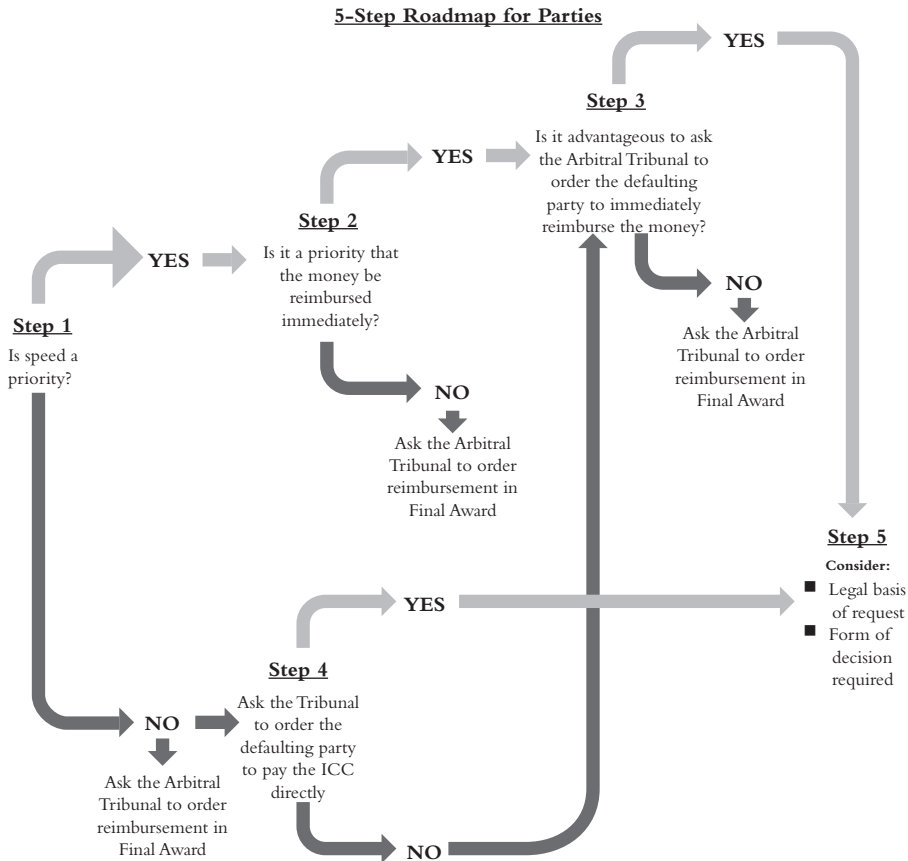 5-Step Roadmap for Parties
YES
Step 3
Is it advantageous to ask
the Arbitral Tribunal to
order the defaulting
party to immediately
reimburse the money?
YES
Step 2
Is it a priority that
the money be
reimbursed
immediately?
YES
Step 1
Is speed a
priority?
NO
Ask the Arbitral
Tribunal to order
reimbursement in
Final Award
NO
Ask the Arbitral
Tribunal to order
reimbursement in
Final Award
Step 5
Consider:
■ Legal basis
of request
■ Form of
decision
required
YES
Step 4
Ask the Tribunal
to order the
defaulting party
to pay the ICC
directly
NO
Ask the Arbitral
Tribunal to order
reimbursement in
Final Award
NO